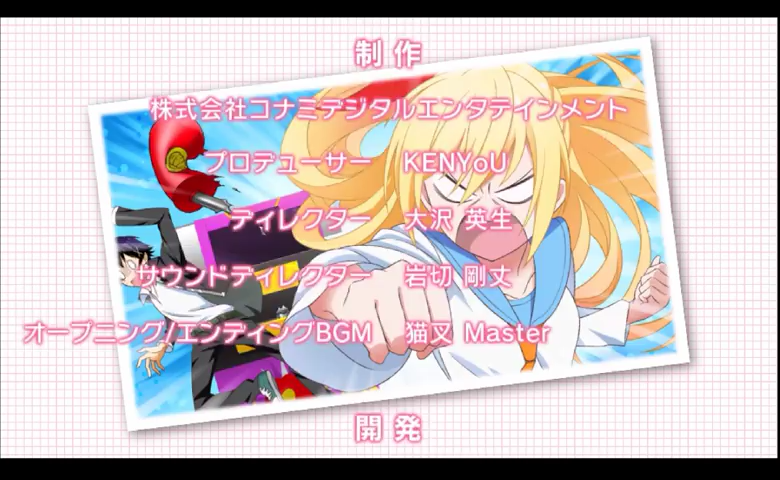 制作
株式会社コナミデジタルエンタテインメント
プロデューサー KENYoU
ディレクター 大沢 英生
サウンドディレクター 岩切 剛丈
オープニング/エンディングBGM 猫叉 Master
開発